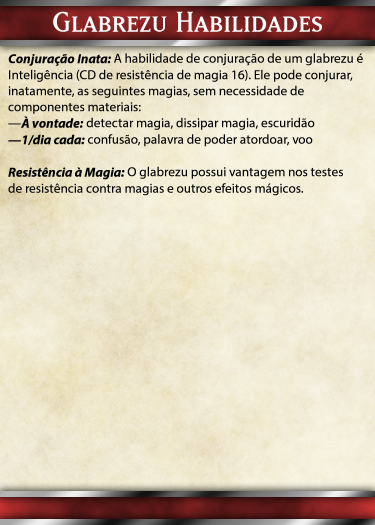 Glabrezu Habilidades
Conjuração Inata: A habilidade de conjuração de um glabrezu é
Inteligência (CD de resistência de magia 16). Ele pode conjurar,
inatamente, as seguintes magias, sem necessidade de
componentes materiais:
—À vontade: detectar magia, dissipar magia, escuridão
—1/dia cada: confusão, palavra de poder atordoar, voo
Resistência à Magia: O glabrezu possui vantagem nos testes
de resistência contra magias e outros efeitos mágicos.